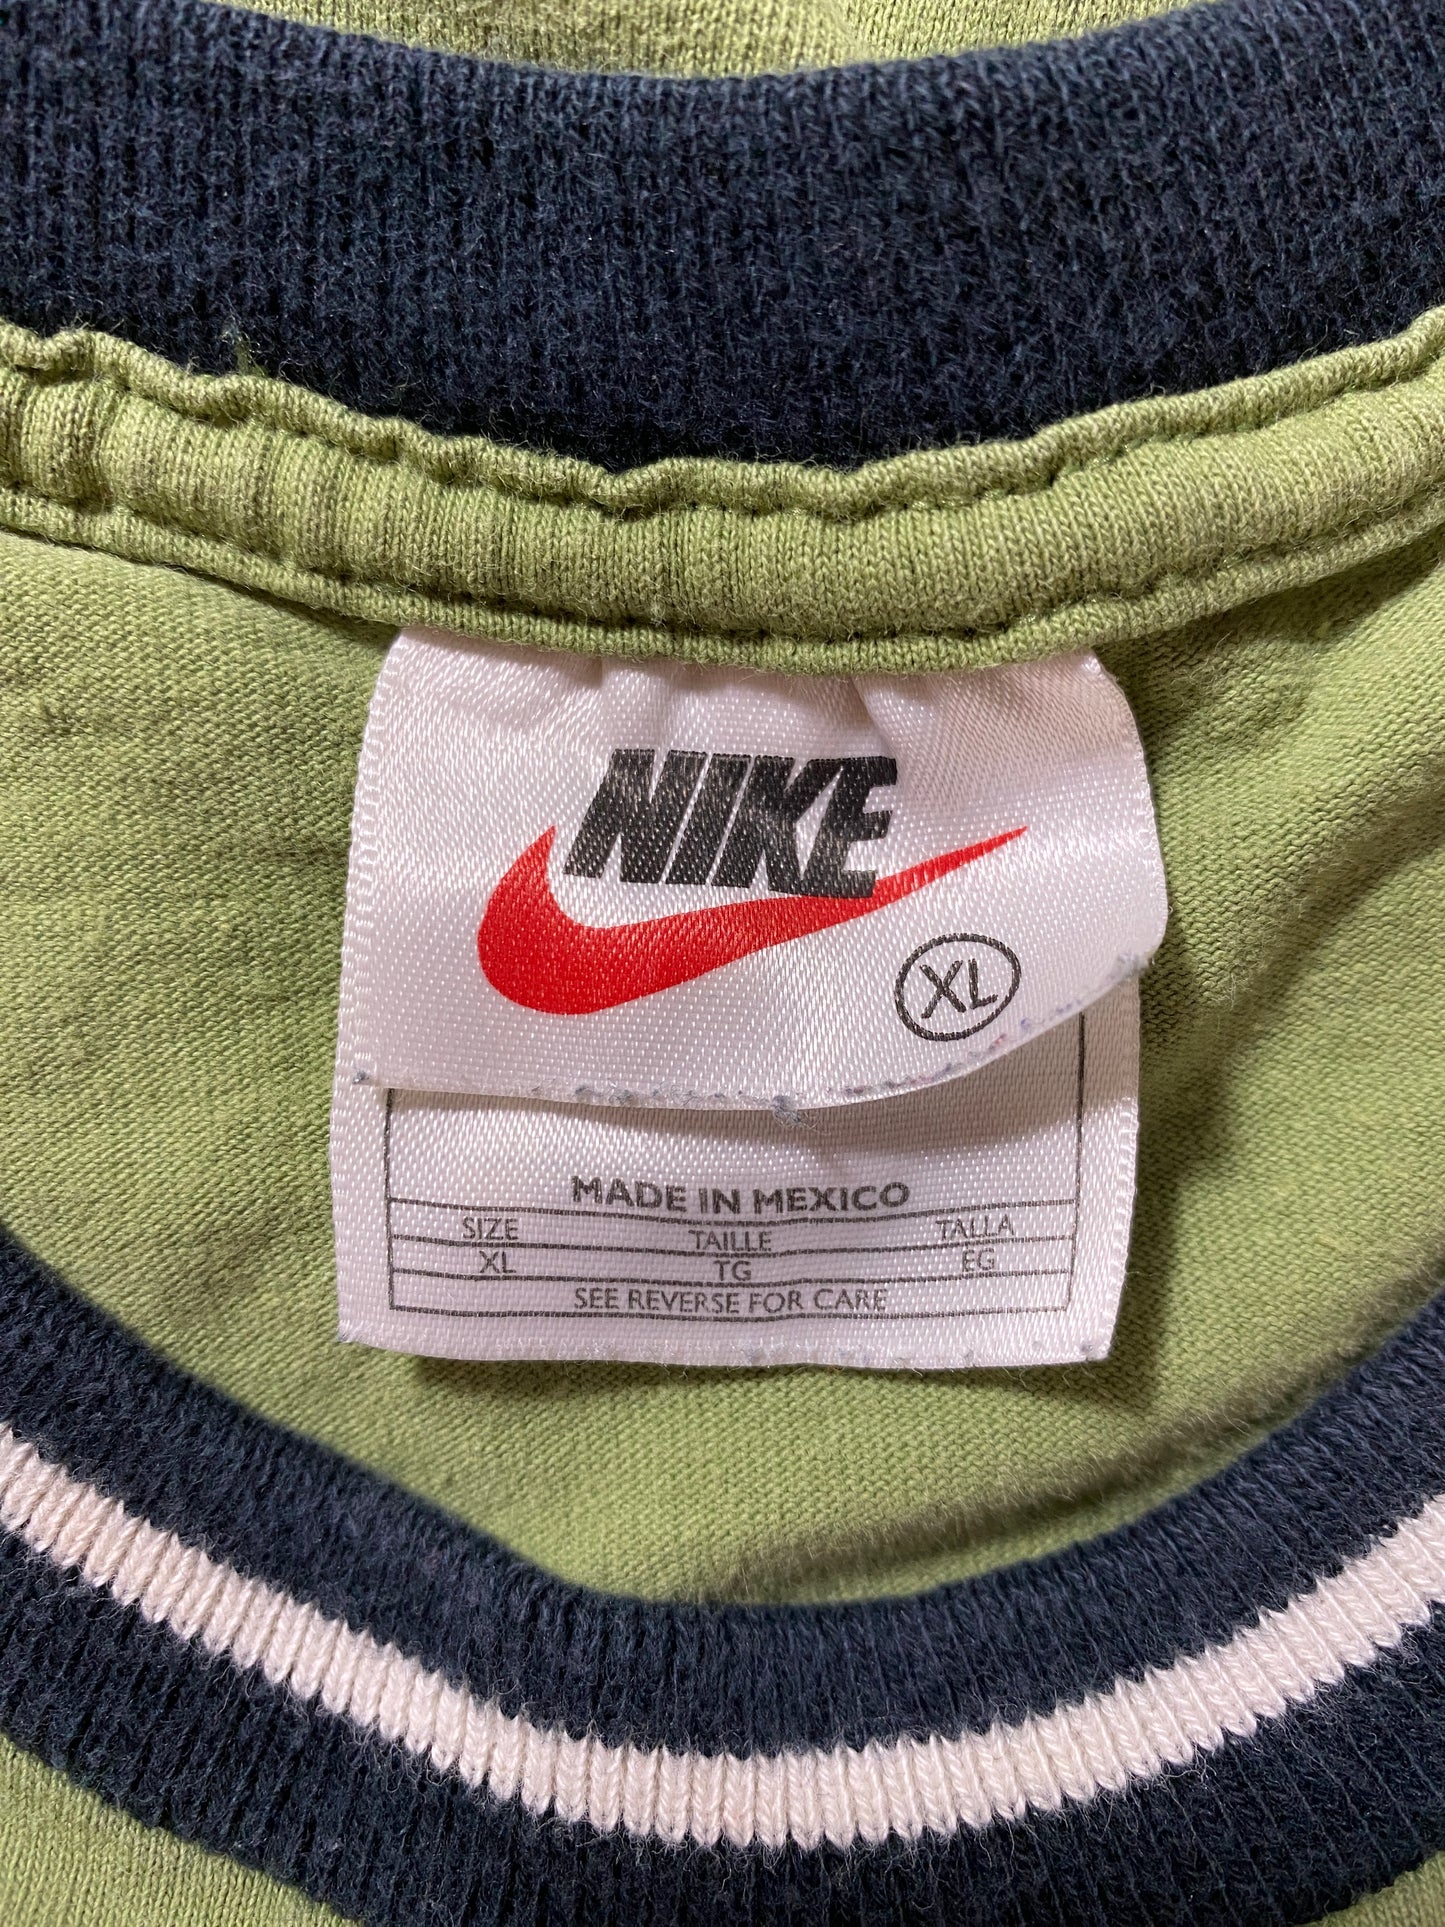 NIKE
XL
MADE IN MEXICO
SIZE TAILLE TALLA
XL TG EG
SEE REVERSE FOR CARE